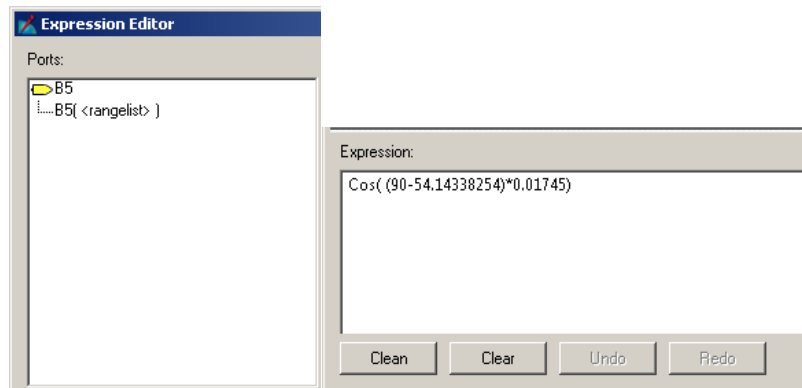 Expression Editor
Ports:
B5
B5( <rangelist> )
Expression:
Cos( (90-54.14338254)*0.01745)
Clean Clear Undo Redo